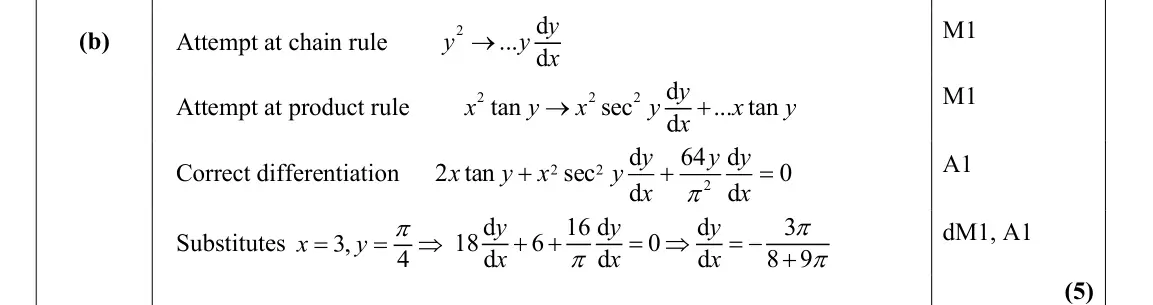 (b) Attempt at chain rule y² → ...y dy/dx M1
Attempt at product rule x² tan y → x² sec² y dy/dx + ...x tan y M1
Correct differentiation 2x tan y + x² sec² y dy/dx + 64y/π² dy/dx = 0 A1
Substitutes x = 3, y = π/4 ⇒ 18 dy/dx + 6 + 16/π dy/dx = 0 ⇒ dy/dx = − 3π/(8 + 9π) dM1, A1
(5)